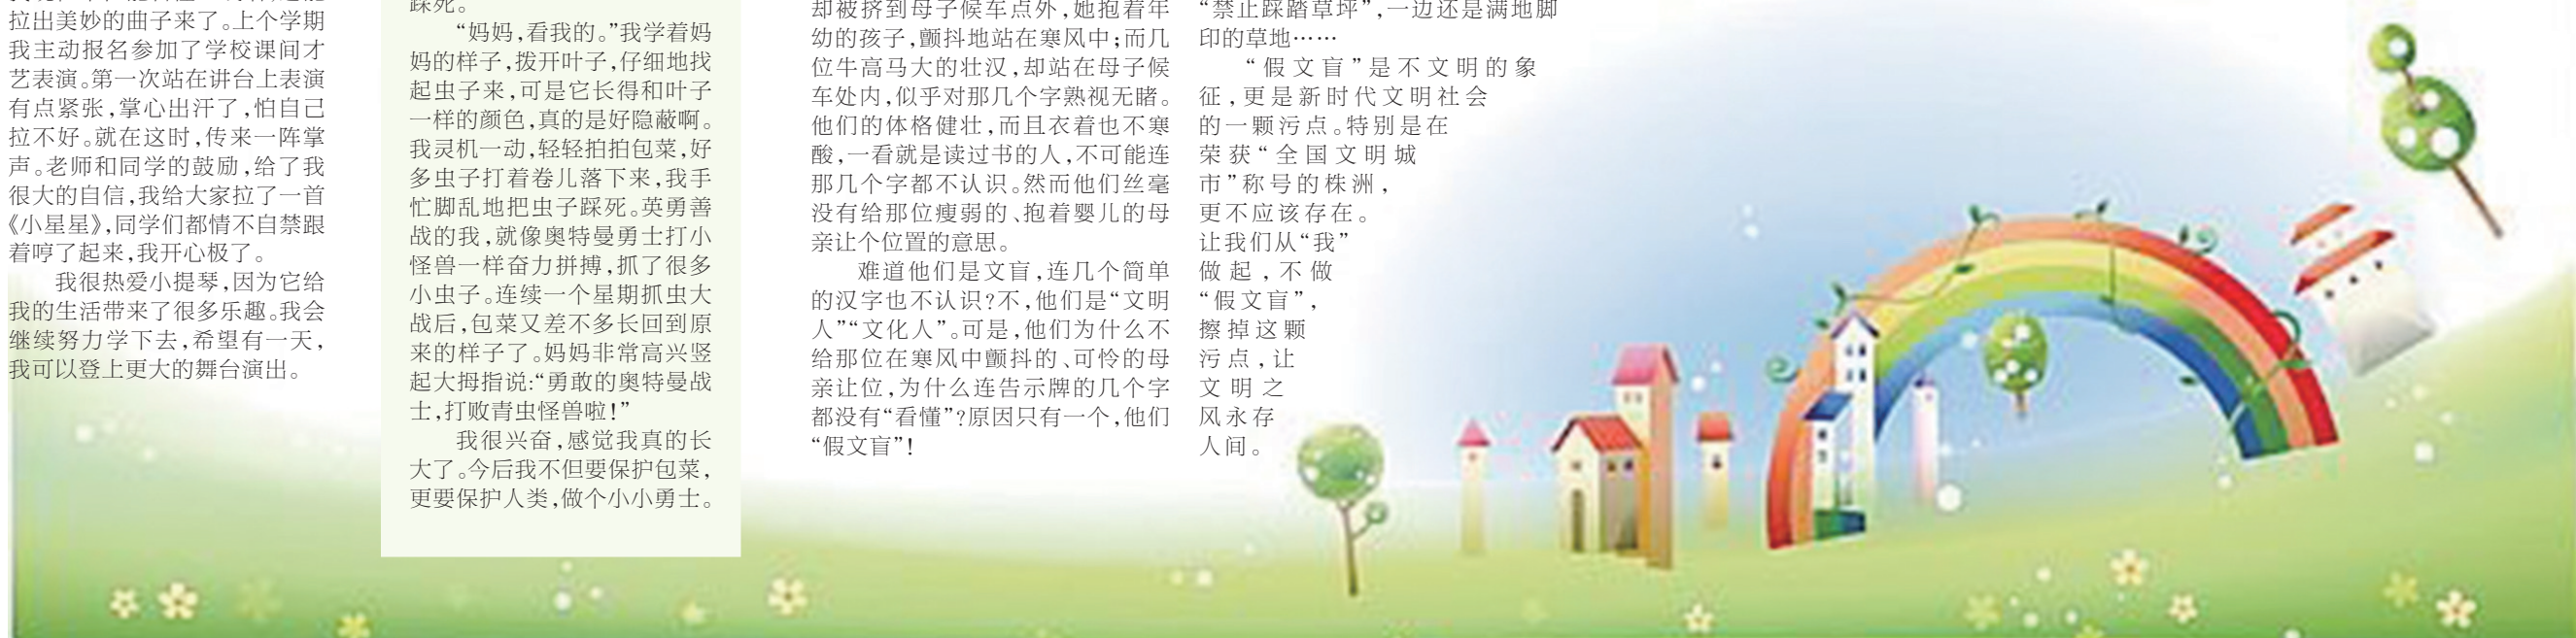 拉出美妙的曲子来了。上个学期
我主动报名参加了学校课间才
艺表演。第一次站在讲台上表演
有点紧张,掌心出汗了,怕自己
拉不好。就在这时,传来一阵掌
声。老师和同学的鼓励,给了我
很大的自信,我给大家拉了一首
《小星星》,同学们都情不自禁跟
着哼了起来,我开心极了。
我很热爱小提琴,因为它给
我的生活带来了很多乐趣。我会
继续努力学下去,希望有一天,
我可以登上更大的舞台演出。
踩死。
“妈妈,看我的。”我学着妈
妈的样子,拨开叶子,仔细地找
起虫子来,可是它长得和叶子
一样的颜色,真的是好隐蔽啊。
我灵机一动,轻轻拍拍包菜,好
多虫子打着卷儿落下来,我手
忙脚乱地把虫子踩死。英勇善
战的我,就像奥特曼勇士打小
怪兽一样奋力拼搏,抓了很多
小虫子。连续一个星期抓虫大
战后,包菜又差不多长回到原
来的样子了。妈妈非常高兴竖
起大拇指说:“勇敢的奥特曼战
士,打败青虫怪兽啦!”
我很兴奋,感觉我真的长
大了。今后我不但要保护包菜,
更要保护人类,做个小小勇士。
却被挤到母子候车点外,她抱着年
幼的孩子,颤抖地站在寒风中;而几
位牛高马大的壮汉,却站在母子候
车处内,似乎对那几个字熟视无睹。
他们的体格健壮,而且衣着也不寒
酸,一看就是读过书的人,不可能连
那几个字都不认识。然而他们丝毫
没有给那位瘦弱的、抱着婴儿的母
亲让个位置的意思。
难道他们是文盲,连几个简单
的汉字也不认识?不,他们是“文明
人”“文化人”。可是,他们为什么不
给那位在寒风中颤抖的、可怜的母
亲让位,为什么连告示牌的几个字
都没有“看懂”?原因只有一个,他们
“假文盲”!
“禁止踩踏草坪”,一边还是满地脚
印的草地……
“假文盲”是不文明的象
征,更是新时代文明社会
的一颗污点。特别是在
荣获“全国文明城
市”称号的株洲,
更不应该存在。
让我们从“我”
做起,不做
“假文盲”,
擦掉这颗
污点,让
文明之
风永存
人间。